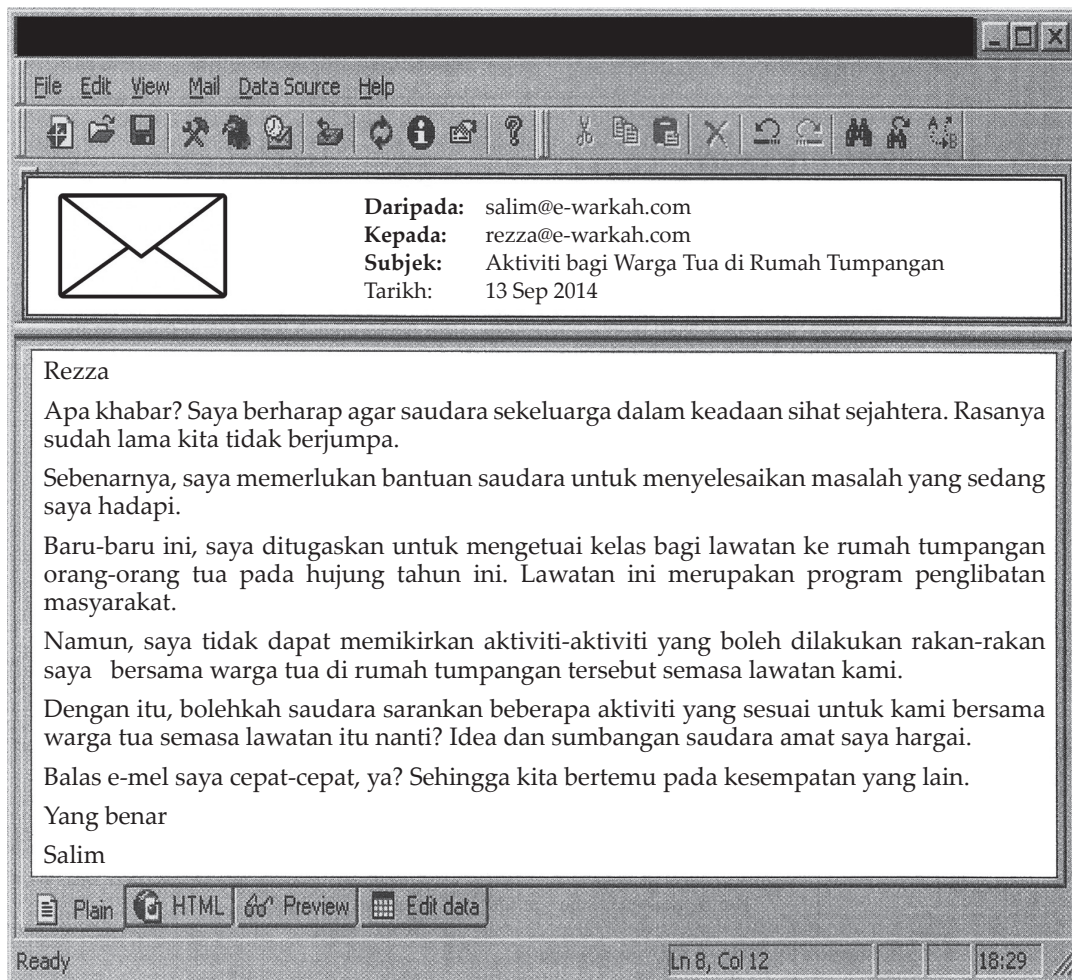 File Edit View Mail Data Source Help
Daripada: salim@e-warkah.com
Kepada: rezza@e-warkah.com
Subjek: Aktiviti bagi Warga Tua di Rumah Tumpangan
Tarikh: 13 Sep 2014
Rezza
Apa khabar? Saya berharap agar saudara sekeluarga dalam keadaan sihat sejahtera. Rasanya
sudah lama kita tidak berjumpa.
Sebenarnya, saya memerlukan bantuan saudara untuk menyelesaikan masalah yang sedang
saya hadapi.
Baru-baru ini, saya ditugaskan untuk mengetuai kelas bagi lawatan ke rumah tumpangan
orang-orang tua pada hujung tahun ini. Lawatan ini merupakan program penglibatan
masyarakat.
Namun, saya tidak dapat memikirkan aktiviti-aktiviti yang boleh dilakukan rakan-rakan
saya bersama warga tua di rumah tumpangan tersebut semasa lawatan kami.
Dengan itu, bolehkah saudara sarankan beberapa aktiviti yang sesuai untuk kami bersama
warga tua semasa lawatan itu nanti? Idea dan sumbangan saudara amat saya hargai.
Balas e-mel saya cepat-cepat, ya? Sehingga kita bertemu pada kesempatan yang lain.
Yang benar
Salim
Plain HTML Preview Edit data
Ready Ln 8, Col 12 18:29